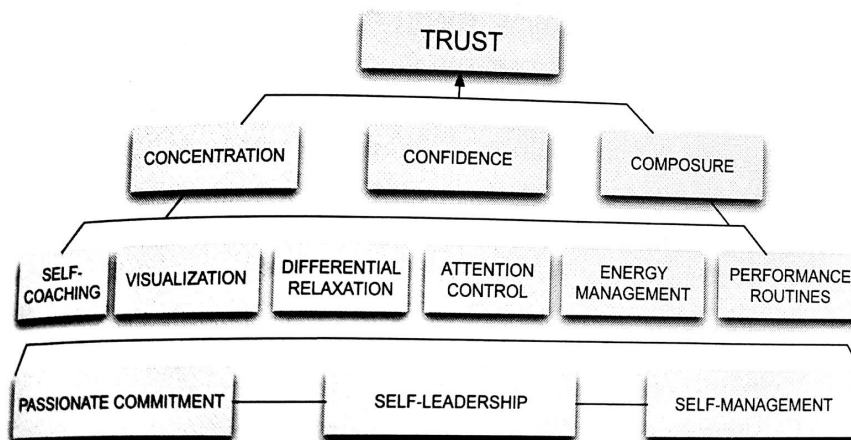 TRUST
CONCENTRATION
CONFIDENCE
COMPOSURE
SELF-
COACHING
VISUALIZATION
DIFFERENTIAL
RELAXATION
ATTENTION
CONTROL
ENERGY
MANAGEMENT
PERFORMANCE
ROUTINES
PASSIONATE COMMITMENT
SELF-LEADERSHIP
SELF-MANAGEMENT